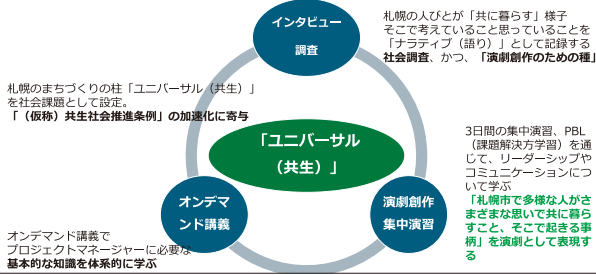 インタビュー
調査
札幌の人びとが「共に暮らす」様子
そこで考えていること思っていることを
「ナラティブ（語り）」として記録する
社会調査、かつ、「演劇創作のための種」
札幌のまちづくりの柱「ユニバーサル（共生）」
を社会課題として設定。
「（仮称）共生社会推進条例」の加速化に寄与
「ユニバーサル
（共生）」
3日間の集中演習、PBL
（課題解決方学習）を通
じて、リーダーシップや
コミュニケーションにつ
いて学ぶ
「札幌市で多様な人がさ
まざまな思いで共に暮ら
すこと、そこで起きる事
柄」を演劇として表現す
る
オンデマ
ンド講義
演劇創作
集中演習
オンデマンド講義で
プロジェクトマネージャーに必要な
基本的な知識を体系的に学ぶ